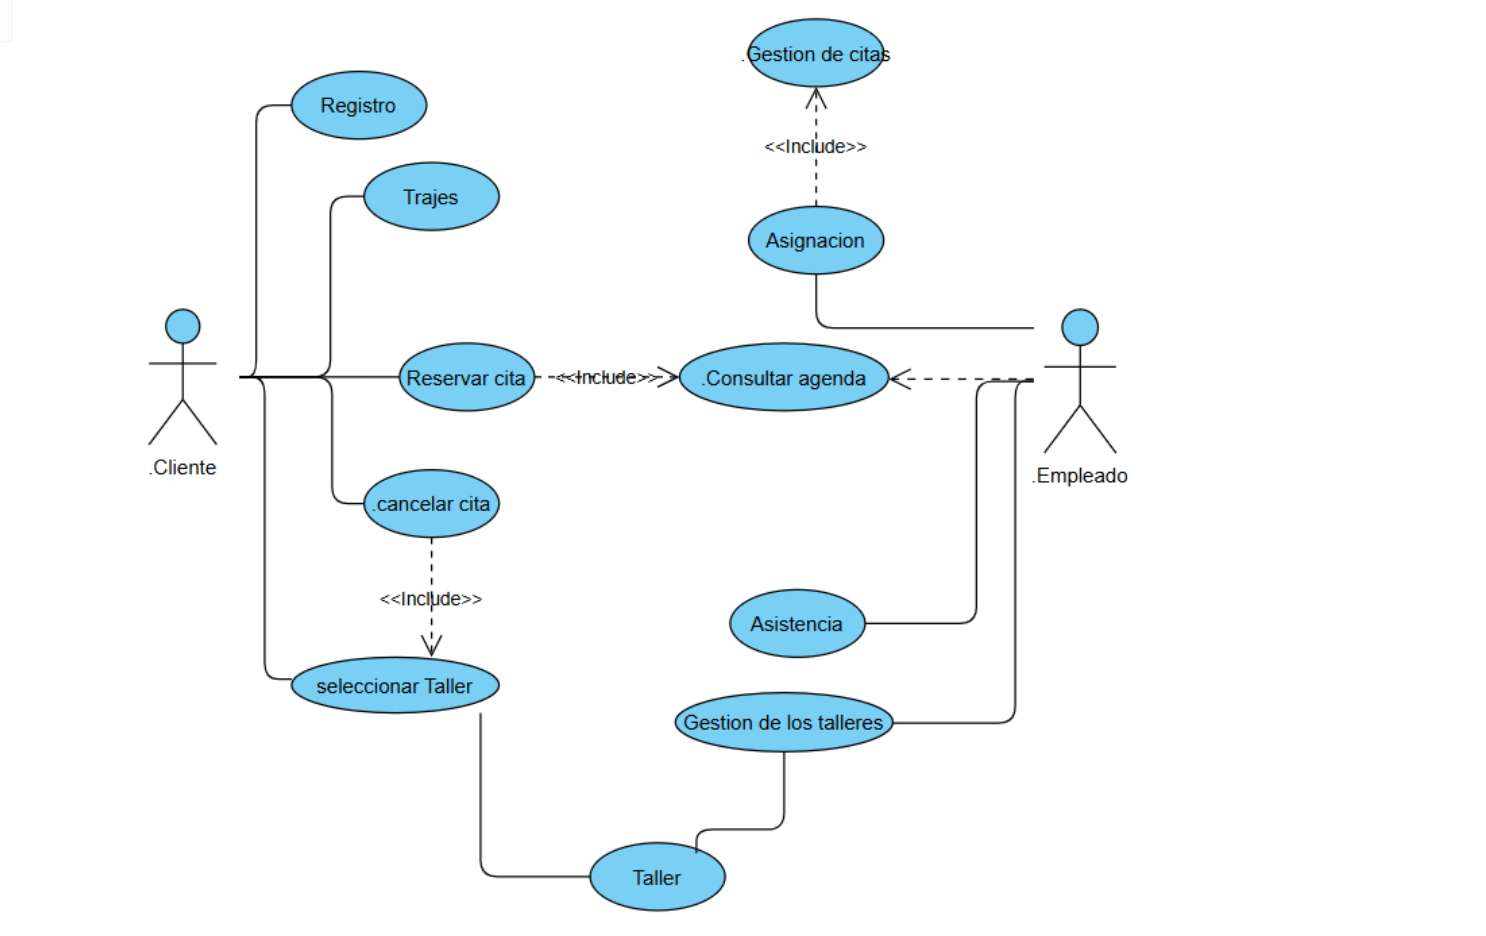 .Gestion de citas
Registro
<<Include>>
Trajes
Asignacion
Reservar cita
<<Include>>
.Consultar agenda
.Cliente
.Empleado
.cancelar cita
<<Include>>
Asistencia
seleccionar Taller
Gestion de los talleres
Taller